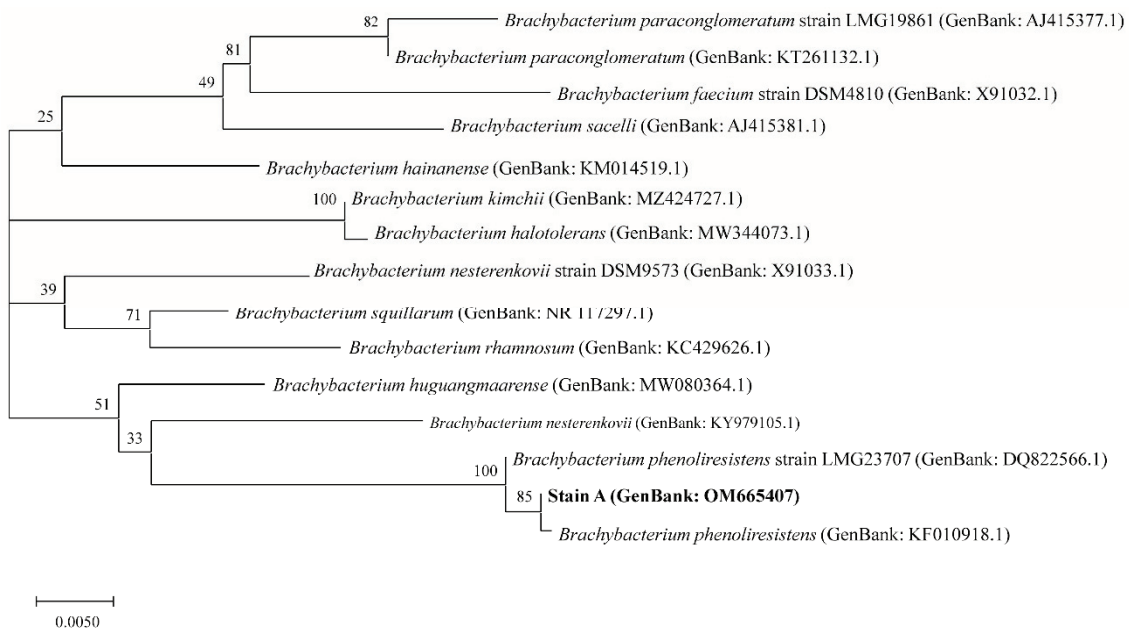 82
Brachybacterium paraconglomeratum strain LMG19861 (GenBank: AJ415377.1)
81
Brachybacterium paraconglomeratum (GenBank: KT261132.1)
49
Brachybacterium faecium strain DSM4810 (GenBank: X91032.1)
25
Brachybacterium sacelli (GenBank: AJ415381.1)
Brachybacterium hainanense (GenBank: KM014519.1)
100
Brachybacterium kimchii (GenBank: MZ424727.1)
Brachybacterium halotolerans (GenBank: MW344073.1)
Brachybacterium nesterenkovii strain DSM9573 (GenBank: X91033.1)
39
71
Brachybacterium squillarum (GenBank: NR 117297.1)
Brachybacterium rhamnosum (GenBank: KC429626.1)
Brachybacterium huguangmaarense (GenBank: MW080364.1)
51
Brachybacterium nesterenkovii (GenBank: KY979105.1)
33
Brachybacterium phenoliresistens strain LMG23707 (GenBank: DQ822566.1)
100
85
Stain A (GenBank: OM665407)
Brachybacterium phenoliresistens (GenBank: KF010918.1)
0.0050